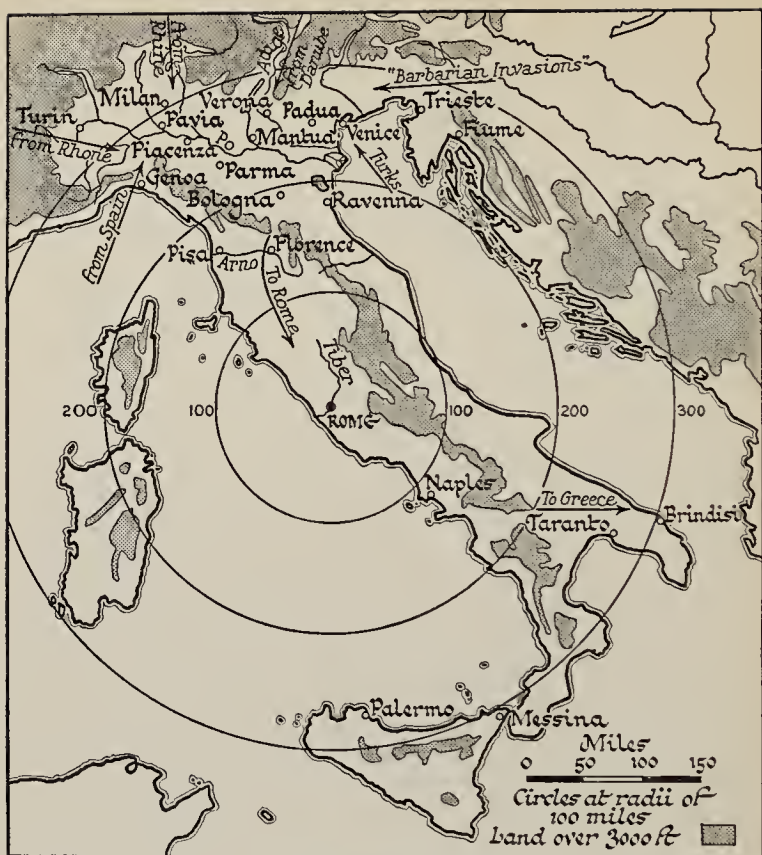 from Rhine
Adige
from Danube
"Barbarian Invasions"
Milan
Verona
Trieste
Turin
Pavia
Padua
Venice
Fiume
from Rhone
Piacenza
Po
Mantua
Parma
Turks
Genoa
Bologna
Ravenna
from Spain
Pisa
Arno
Florence
To Rome
Tiber
200
100
ROME
100
200
300
Naples
To Greece
Taranto
Brindisi
Palermo
Messina
Miles
0 50 100 150
Circles at radii of
100 miles
Land over 3000 ft